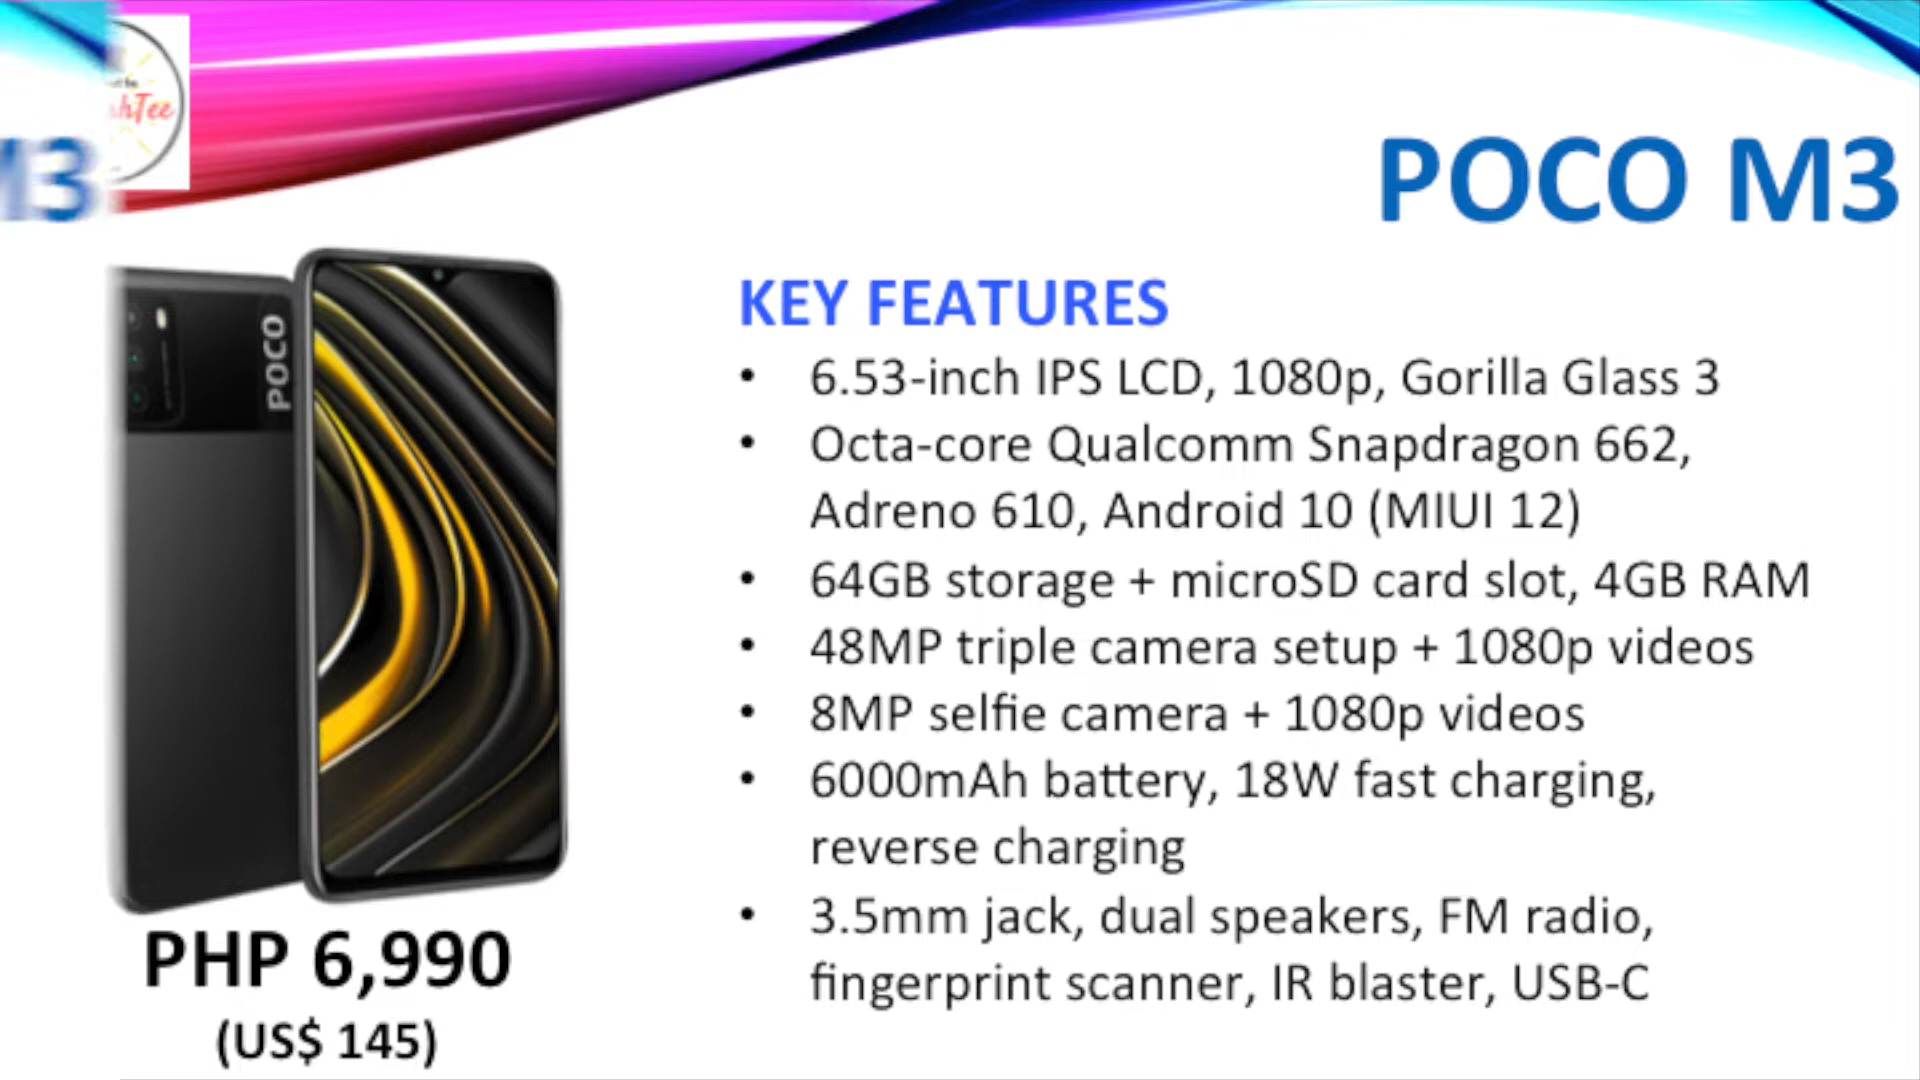 POCO M3
POCO
KEY FEATURES
• 6.53-inch IPS LCD, 1080p, Gorilla Glass 3
• Octa-core Qualcomm Snapdragon 662,
Adreno 610, Android 10 (MIUI 12)
• 64GB storage + microSD card slot, 4GB RAM
• 48MP triple camera setup + 1080p videos
• 8MP selfie camera + 1080p videos
• 6000mAh battery, 18W fast charging,
reverse charging
• 3.5mm jack, dual speakers, FM radio,
fingerprint scanner, IR blaster, USB-C
PHP 6,990
(US$ 145)